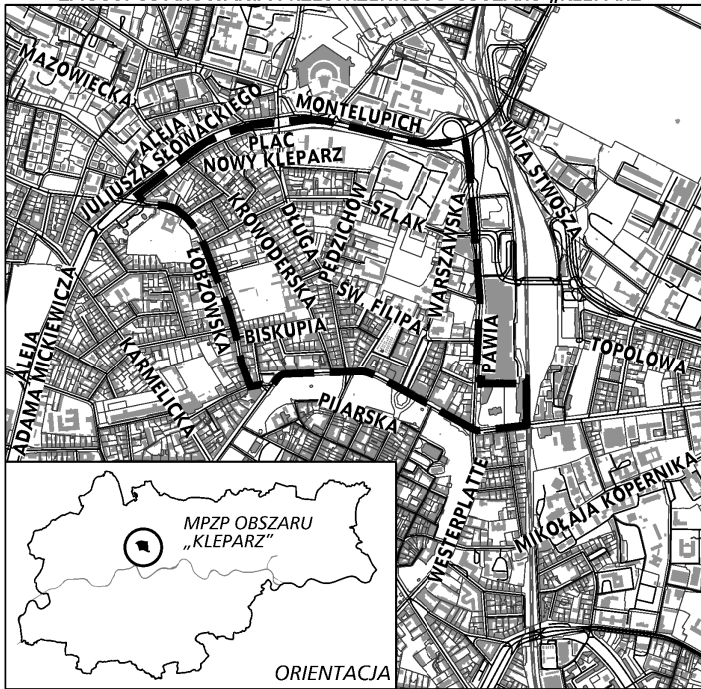 MAZOWIECKA
ALEJA
JULIUSZA SŁOWACKIEGO
MONTELUPICH
PLAC
NOWY KLEPARZ
WITA STWOSZA
KROWODERSKA
DŁUGA
PĘDZICHÓW
SZLAK
WARSZAWSKA
ŁOBZOWSKA
ŚW. FILIPA
BISKUPIA
PAWIA
TOPOLOWA
ALEJA
ADAMA MICKIEWICZA
KARMELICKA
PIJARSKA
WESTERPLATTE
MIKOŁAJA KOPERNIKA
MPZP OBSZARU
„KLEPARZ”
ORIENTACJA